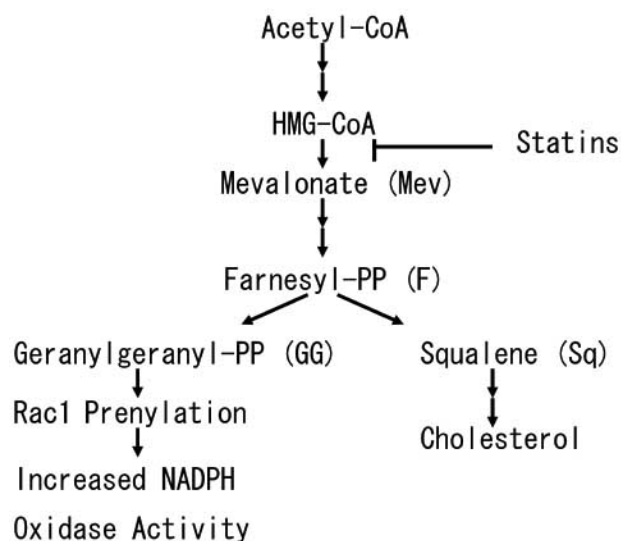 Acetyl-CoA
HMG-CoA
Statins
Mevalonate (Mev)
Farnesyl-PP (F)
Geranylgeranyl-PP (GG)
Squalene (Sq)
Rac1 Prenylation
Cholesterol
Increased NADPH
Oxidase Activity